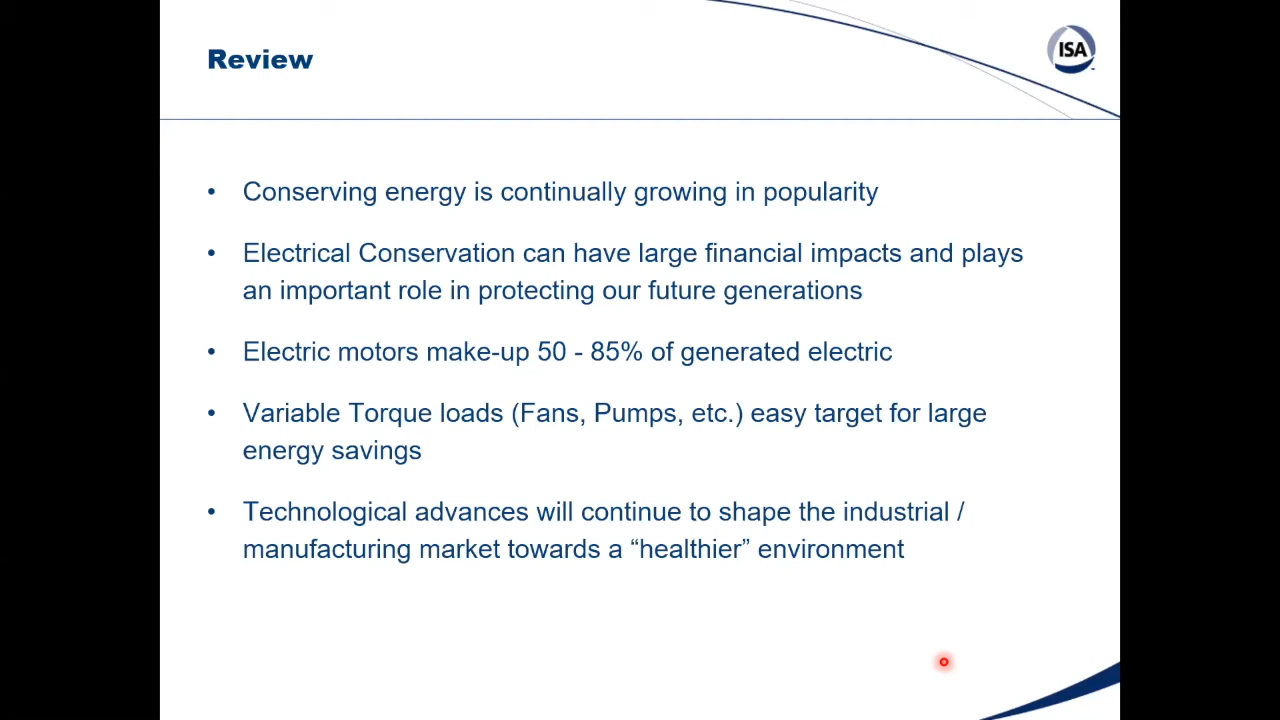 Review
ISA
• Conserving energy is continually growing in popularity
• Electrical Conservation can have large financial impacts and plays
an important role in protecting our future generations
• Electric motors make-up 50 - 85% of generated electric
• Variable Torque loads (Fans, Pumps, etc.) easy target for large
energy savings
• Technological advances will continue to shape the industrial /
manufacturing market towards a “healthier” environment